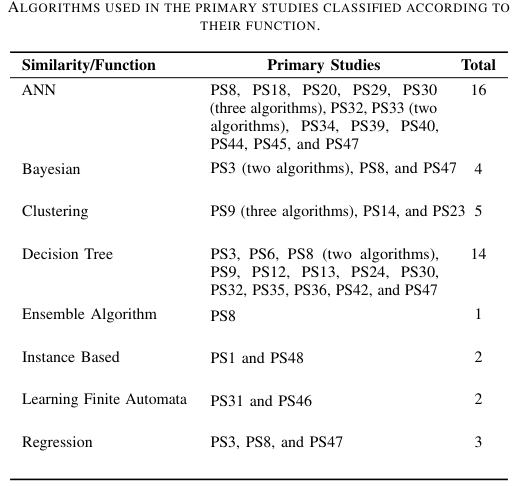 ALGORITHMS USED IN THE PRIMARY STUDIES CLASSIFIED ACCORDING TO
THEIR FUNCTION.
Similarity/Function Primary Studies Total
ANN PS8, PS18, PS20, PS29, PS30 16
(three algorithms), PS32, PS33 (two
algorithms), PS34, PS39, PS40,
PS44, PS45, and PS47
Bayesian PS3 (two algorithms), PS8, and PS47 4
Clustering PS9 (three algorithms), PS14, and PS23 5
Decision Tree PS3, PS6, PS8 (two algorithms), 14
PS9, PS12, PS13, PS24, PS30,
PS32, PS35, PS36, PS42, and PS47
Ensemble Algorithm PS8 1
Instance Based PS1 and PS48 2
Learning Finite Automata PS31 and PS46 2
Regression PS3, PS8, and PS47 3